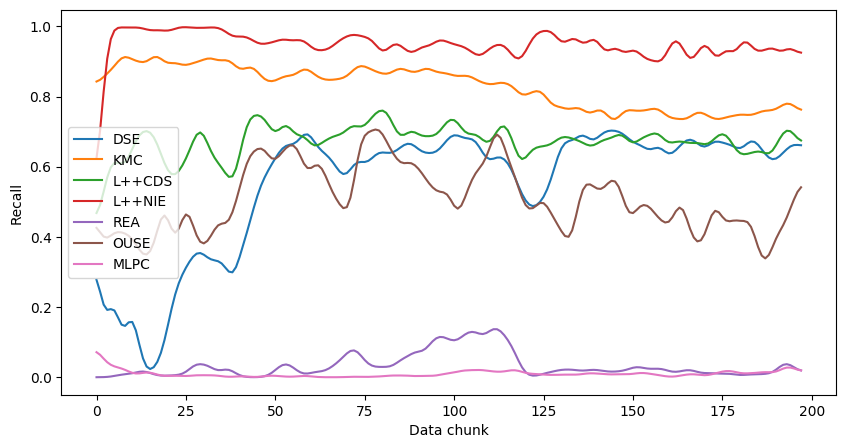 1.0
0.8
0.6
0.4
0.2
0.0
Recall
DSE
KMC
L++CDS
L++NIE
REA
OUSE
MLPC
0 25 50 75 100 125 150 175 200
Data chunk